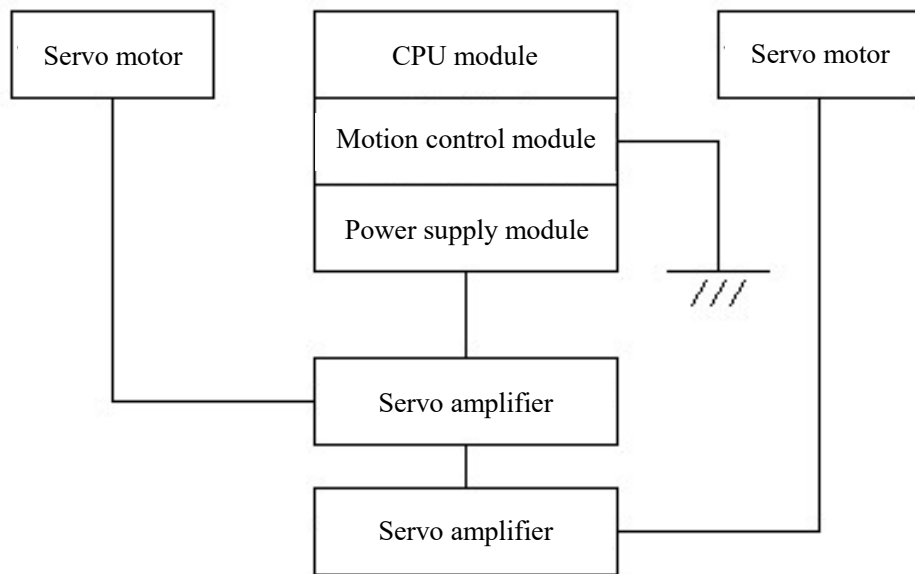 Servo motor
CPU module
Servo motor
Motion control module
Power supply module
Servo amplifier
Servo amplifier